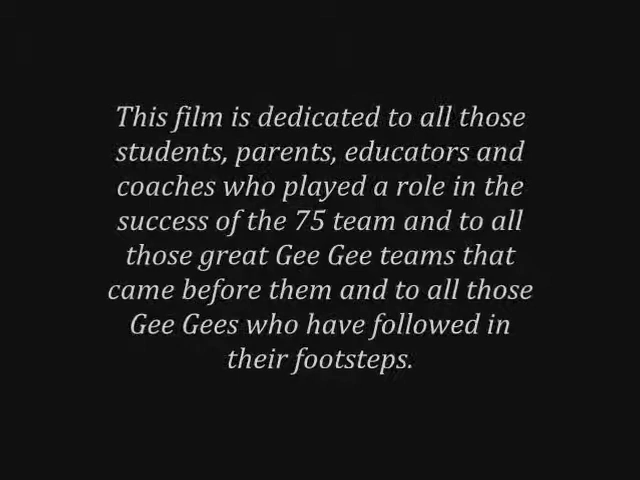 This film is dedicated to all those
students, parents, educators and
coaches who played a role in the
success of the 75 team and to all
those great Gee Gee teams that
came before them and to all those
Gee Gees who have followed in
their footsteps.